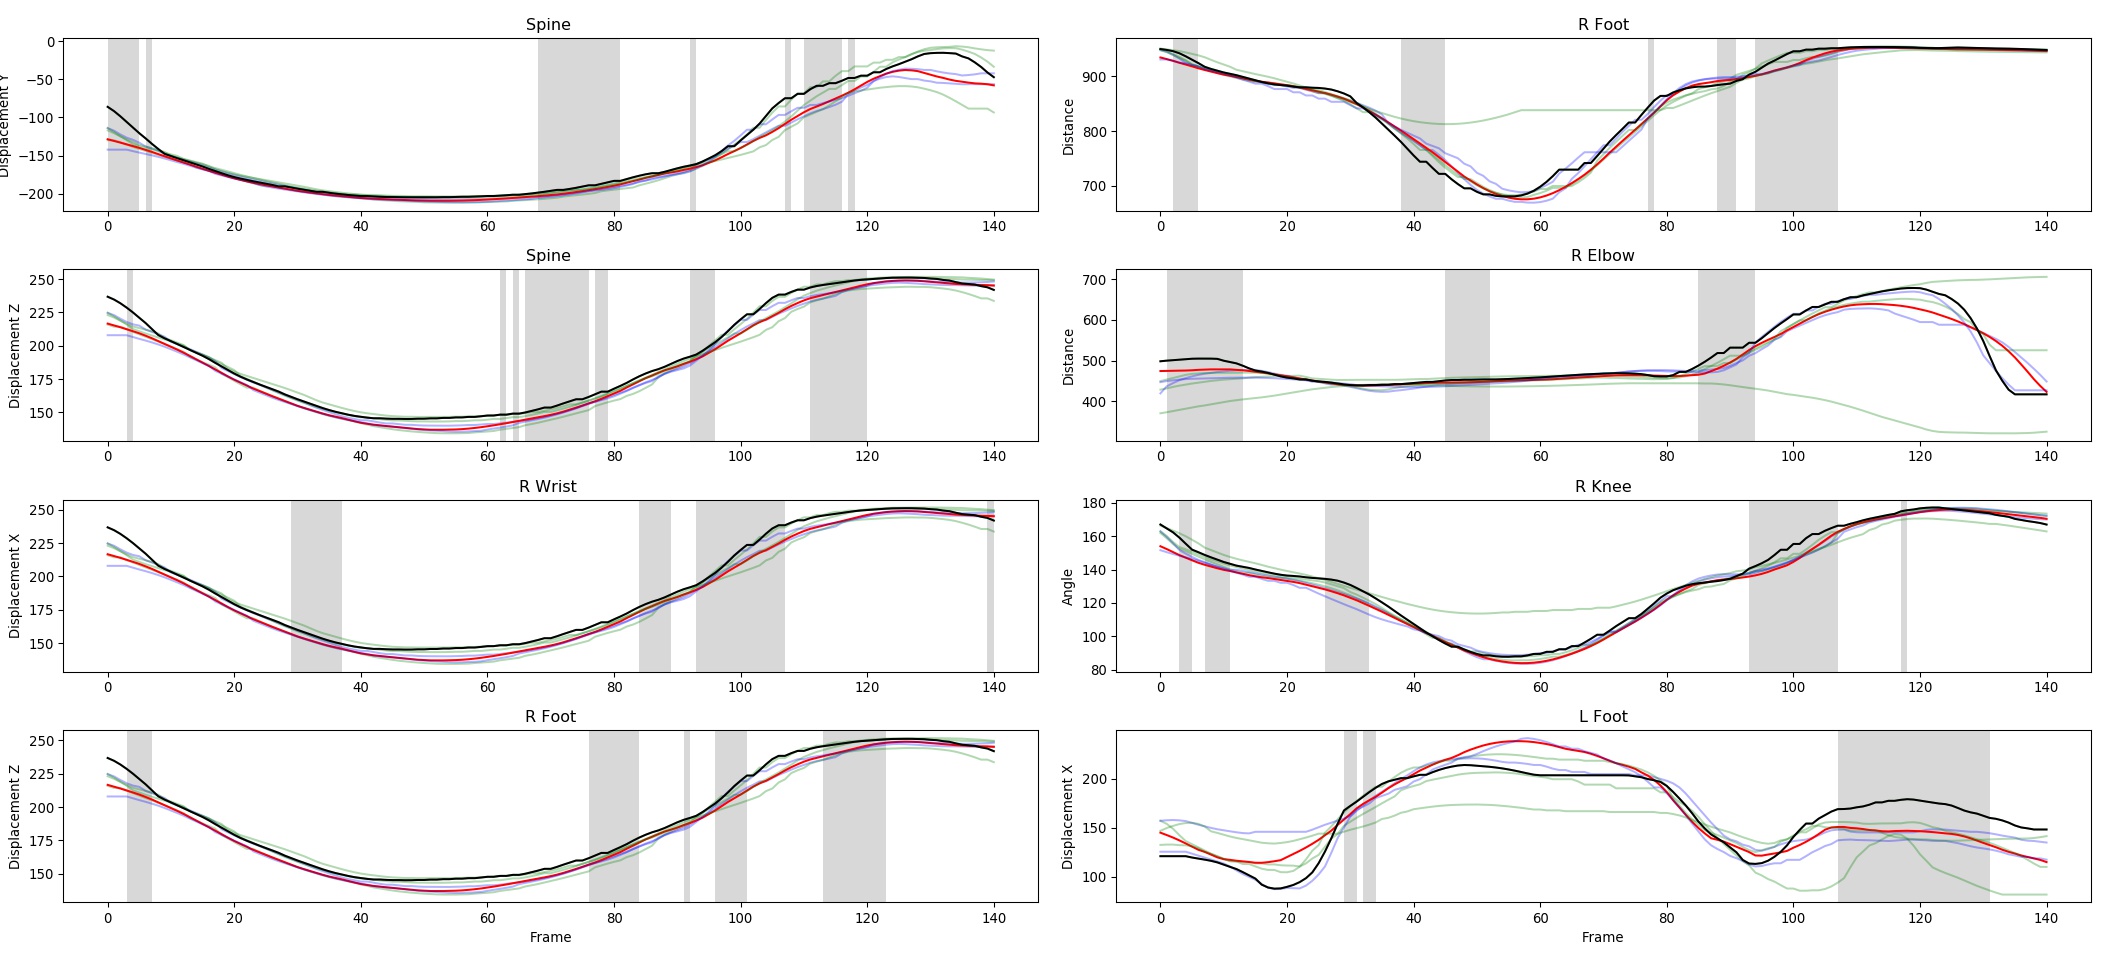 Spine
Displacement Y
0
−50
−100
−150
−200
0 20 40 60 80 100 120 140
R Foot
Distance
900
800
700
0 20 40 60 80 100 120 140
Spine
Displacement Z
250
225
200
175
150
0 20 40 60 80 100 120 140
R Elbow
Distance
700
600
500
400
0 20 40 60 80 100 120 140
R Wrist
Displacement X
250
225
200
175
150
0 20 40 60 80 100 120 140
R Knee
Angle
180
160
140
120
100
80
0 20 40 60 80 100 120 140
R Foot
Displacement Z
250
225
200
175
150
0 20 40 60 80 100 120 140
Frame
L Foot
Displacement X
200
150
100
0 20 40 60 80 100 120 140
Frame